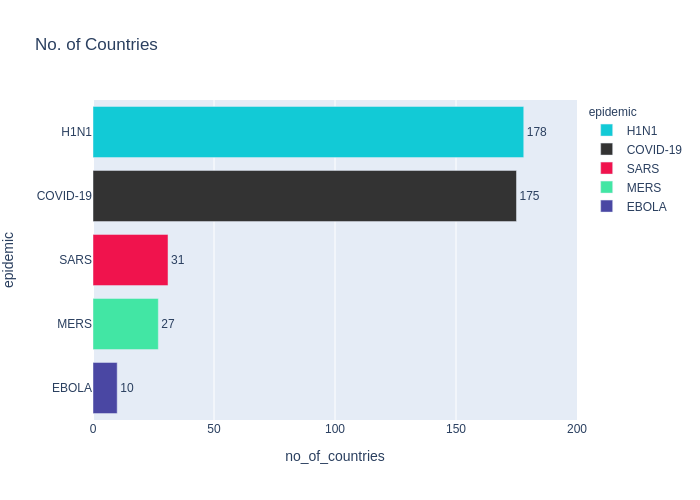 No. of Countries
epidemic
H1N1
COVID-19
SARS
MERS
EBOLA
H1N1
178
COVID-19
175
SARS
31
MERS
27
EBOLA
10
0 50 100 150 200
no_of_countries
epidemic